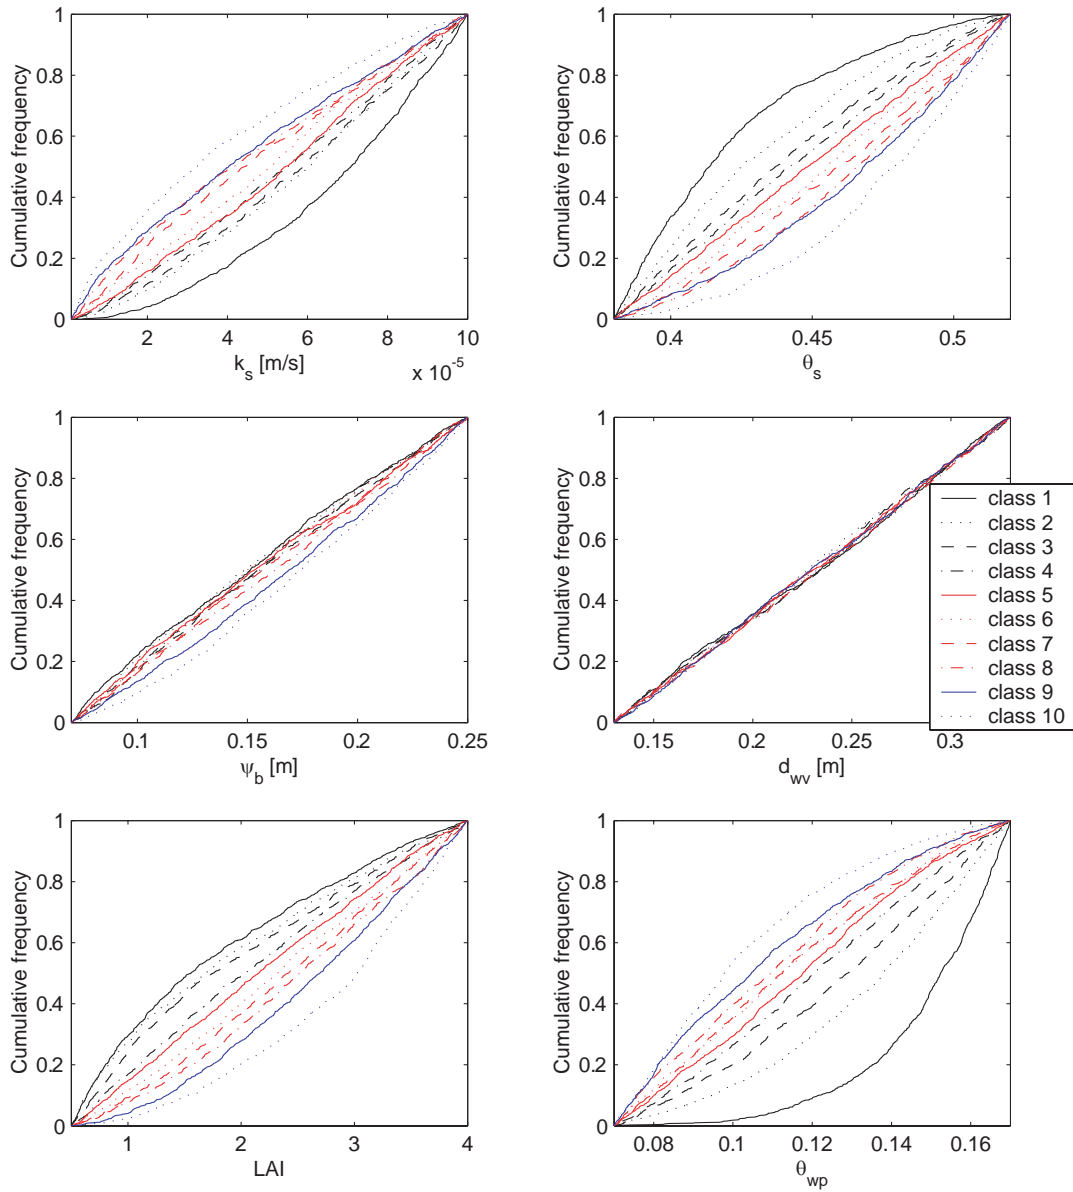 Cumulative frequency
1
0.8
0.6
0.4
0.2
0
2 4 6 8 10
k_s [m/s]
x 10^-5
Cumulative frequency
1
0.8
0.6
0.4
0.2
0
0.4 0.45 0.5
θ_s
Cumulative frequency
1
0.8
0.6
0.4
0.2
0
0.1 0.15 0.2 0.25
ψ_b [m]
Cumulative frequency
1
0.8
0.6
0.4
0.2
0
0.15 0.2 0.25 0.3
d_wv [m]
class 1
class 2
class 3
class 4
class 5
class 6
class 7
class 8
class 9
class 10
Cumulative frequency
1
0.8
0.6
0.4
0.2
0
1 2 3 4
LAI
Cumulative frequency
1
0.8
0.6
0.4
0.2
0
0.08 0.1 0.12 0.14 0.16
θ_wp